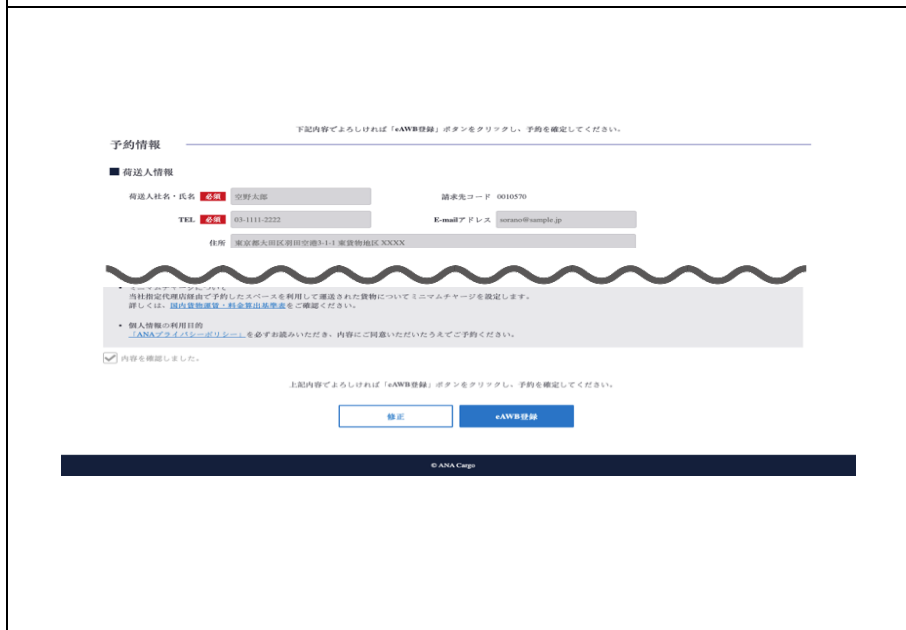 下記内容でよろしければ「eAWB登録」ボタンをクリックし、予約を確定してください。
予約情報
荷送人情報
荷送人社名・氏名 必須 空野太郎 請求先コード 0010570
TEL 必須 03-1111-2222 E-mailアドレス sorano@sample.jp
住所 東京都大田区羽田空港3-1-1 東貨物地区 XXXX
・ミニマムチャージについて
当社指定代理店経由で予約したスペースを利用して運送された貨物についてミニマムチャージを設定します。
詳しくは、国内貨物運賃・料金算出基準表をご確認ください。
・個人情報の利用目的
「ANAプライバシーポリシー」を必ずお読みいただき、内容にご同意いただいたうえでご予約ください。
内容を確認しました。
上記内容でよろしければ「eAWB登録」ボタンをクリックし、予約を確定してください。
修正 eAWB登録
© ANA Cargo